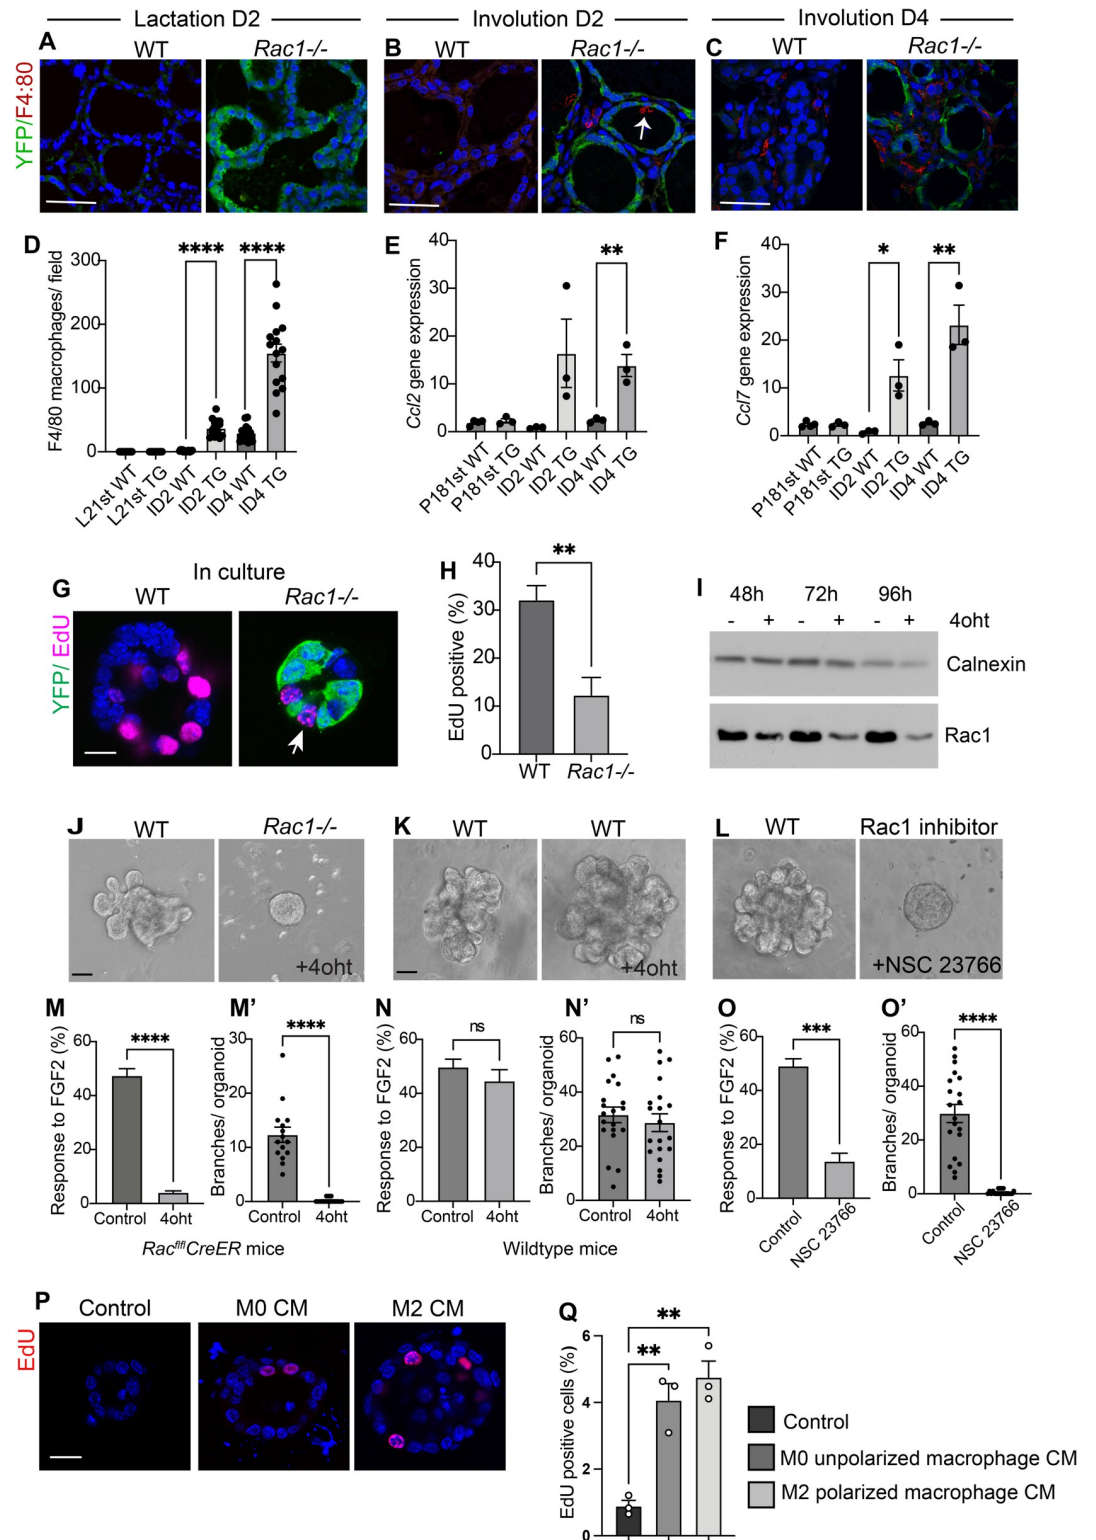 Lactation D2
Involution D2
Involution D4
A
WT
Rac1-/-
B
WT
Rac1-/-
C
WT
Rac1-/-
YFP/F4:80
D
F4/80 macrophages/ field
300
200
100
0
****
****
L21st WT
L21st TG
ID2 WT
ID2 TG
ID4 WT
ID4 TG
E
Ccl2 gene expression
40
30
20
10
0
**
P181st WT
P181st TG
ID2 WT
ID2 TG
ID4 WT
ID4 TG
F
Ccl7 gene expression
40
30
20
10
0
*
**
P181st WT
P181st TG
ID2 WT
ID2 TG
ID4 WT
ID4 TG
In culture
G
WT
Rac1-/-
YFP/ EdU
H
EdU positive (%)
40
30
20
10
0
**
WT
Rac1-/-
I
48h 72h 96h
- + - + - + 4oht
Calnexin
Rac1
J
WT
Rac1-/-
+4oht
K
WT
WT
+4oht
L
WT
Rac1 inhibitor
+NSC 23766
M
Response to FGF2 (%)
60
40
20
0
****
Control
4oht
M'
Branches/ organoid
30
20
10
0
****
Control
4oht
Racfl/flCreER mice
N
Response to FGF2 (%)
60
40
20
0
ns
Control
4oht
N'
Branches/ organoid
60
40
20
0
ns
Control
4oht
Wildtype mice
O
Response to FGF2 (%)
60
40
20
0
***
Control
NSC 23766
O'
Branches/ organoid
60
40
20
0
****
Control
NSC 23766
P
Control
M0 CM
M2 CM
EdU
Q
EdU positive cells (%)
6
4
2
0
**
**
Control
M0 unpolarized macrophage CM
M2 polarized macrophage CM